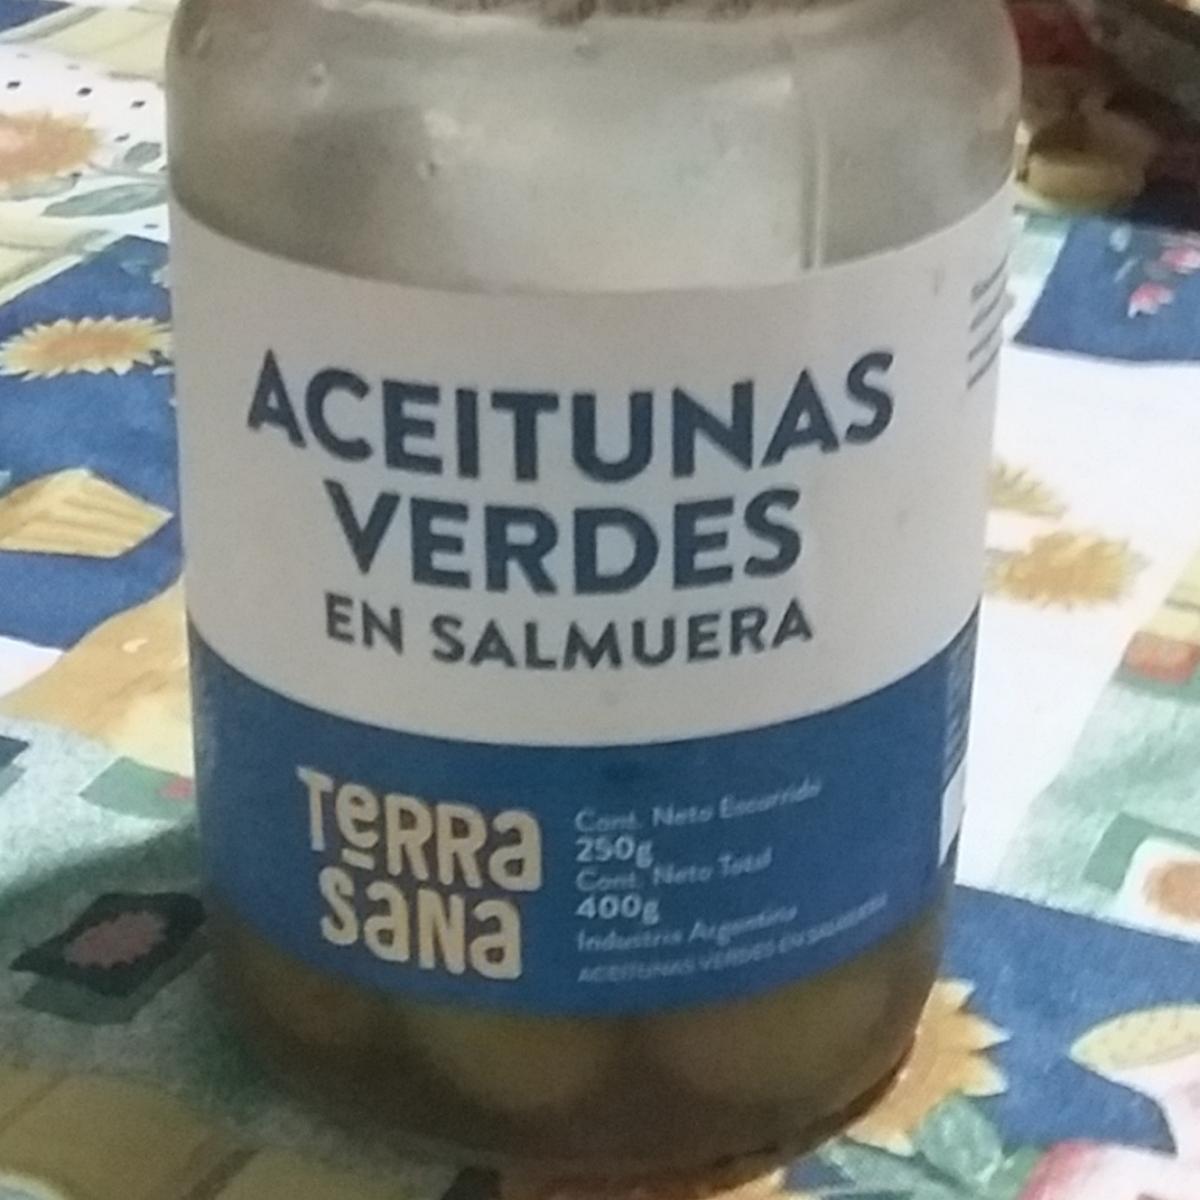 ACEITUNAS
VERDES
EN SALMUERA
TERRA
SANA
Cont. Neto Escurrido
250g
Cont. Neto Total
400g
Industria Argentina
ACEITUNAS VERDES EN SALMUERA